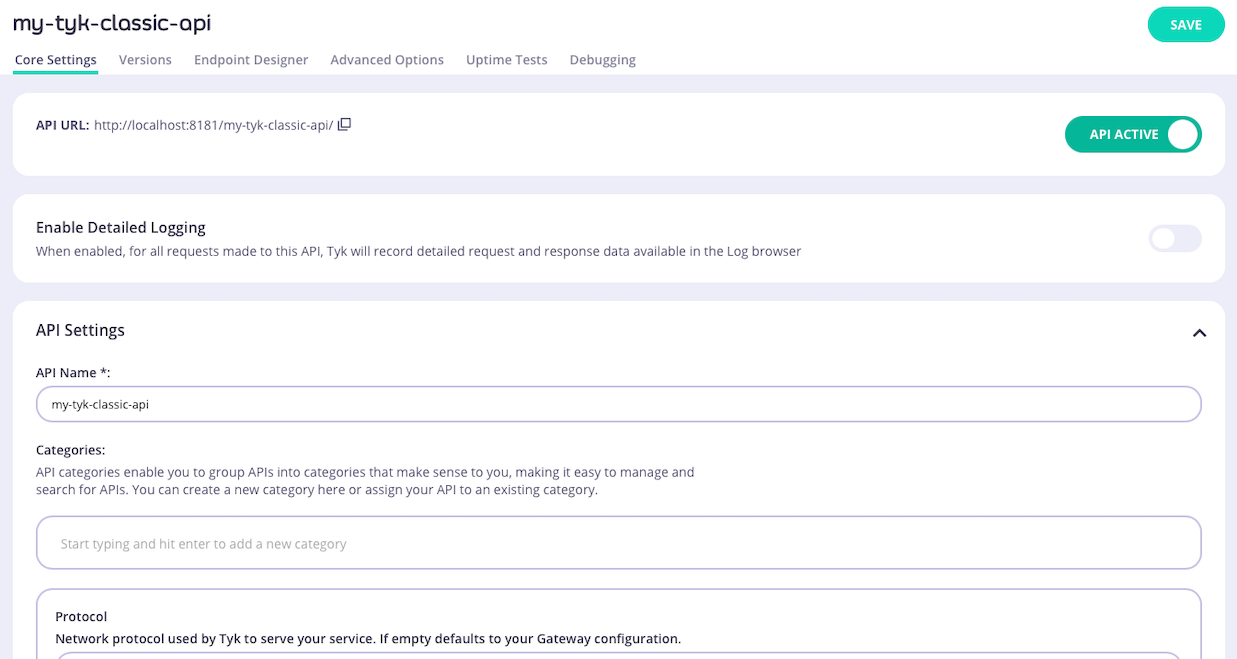 my-tyk-classic-api
SAVE
Core Settings Versions Endpoint Designer Advanced Options Uptime Tests Debugging
API URL: http://localhost:8181/my-tyk-classic-api/
API ACTIVE
Enable Detailed Logging
When enabled, for all requests made to this API, Tyk will record detailed request and response data available in the Log browser
API Settings
API Name *:
my-tyk-classic-api
Categories:
API categories enable you to group APIs into categories that make sense to you, making it easy to manage and
search for APIs. You can create a new category here or assign your API to an existing category.
Start typing and hit enter to add a new category
Protocol
Network protocol used by Tyk to serve your service. If empty defaults to your Gateway configuration.